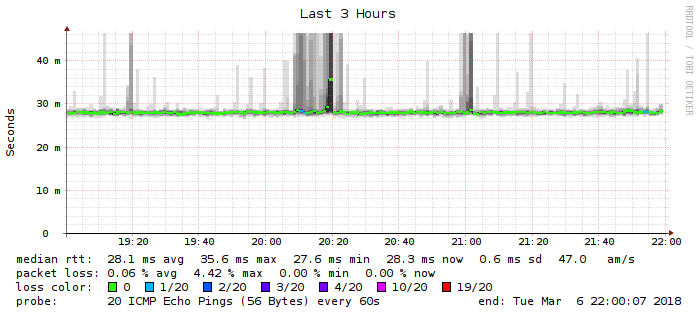 Last 3 Hours
RRDTOOL / TOBI OETIKER
Seconds
40 m
30 m
20 m
10 m
0
19:20 19:40 20:00 20:20 20:40 21:00 21:20 21:40 22:00
median rtt: 28.1 ms avg 35.6 ms max 27.6 ms min 28.3 ms now 0.6 ms sd 47.0 am/s
packet loss: 0.06 % avg 4.42 % max 0.00 % min 0.00 % now
loss color: 0 1/20 2/20 3/20 4/20 10/20 19/20
probe: 20 ICMP Echo Pings (56 Bytes) every 60s end: Tue Mar 6 22:00:07 2018